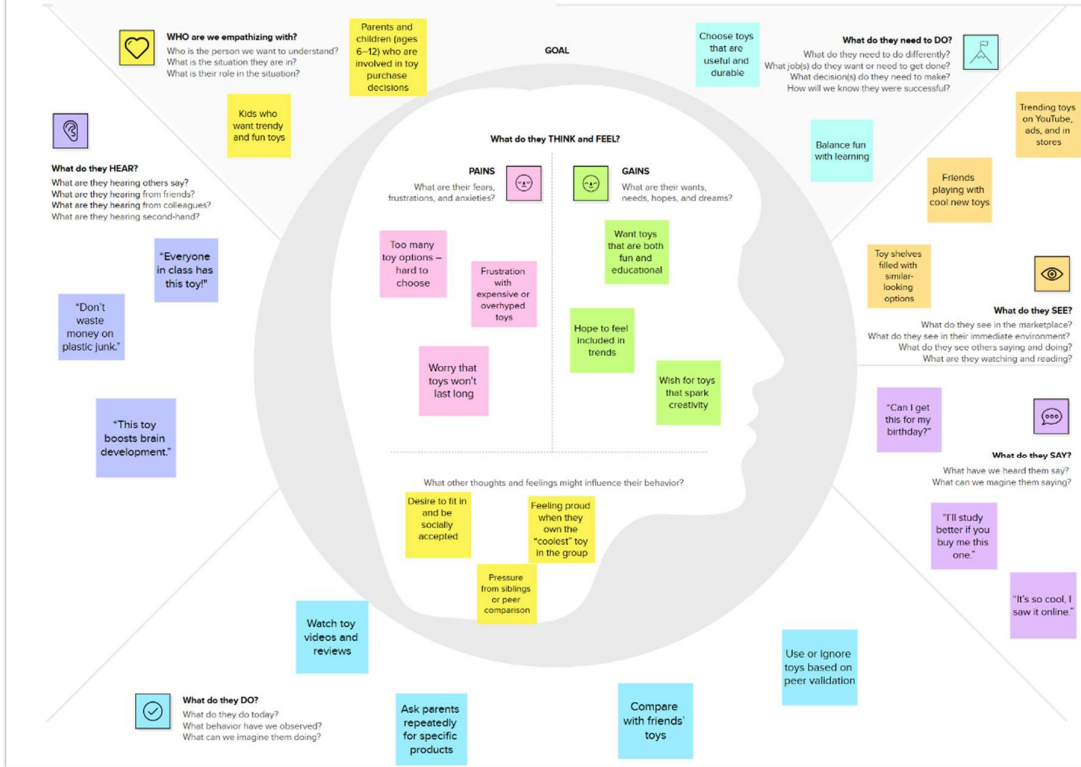 WHO are we empathizing with?
Who is the person we want to understand?
What is the situation they are in?
What is their role in the situation?
Parents and
children (ages
6–12) who are
involved in toy
purchase
decisions
Kids who
want trendy
and fun toys
GOAL
Choose toys
that are
useful and
durable
What do they need to DO?
What do they need to do differently?
What job(s) do they want or need to get done?
What decision(s) do they need to make?
How will we know they were successful?
Balance fun
with learning
Trending toys
on YouTube,
ads, and in
stores
Friends
playing with
cool new toys
Toy shelves
filled with
similar-
looking
options
What do they SEE?
What do they see in the marketplace?
What do they see in their immediate environment?
What do they see others saying and doing?
What are they watching and reading?
"Can I get
this for my
birthday?"
What do they SAY?
What have we heard them say?
What can we magine them saying?
"I'll study
better if you
buy me this
one."
"It's so cool, I
saw it online."
What do they DO?
What do they do today?
What behavior have we observed?
What can we imagine them doing?
Watch toy
videos and
reviews
Ask parents
repeatedly
for specific
products
Compare
with friends'
toys
Use or ignore
toys based on
peer validation
What do they HEAR?
What are they hearing others say?
What are they hearing from friends?
What are they hearing from colleagues?
What are they hearing second-hand?
"Everyone
in class has
this toy!"
"Don't
waste
money on
plastic junk."
"This toy
boosts brain
development."
What do they THINK and FEEL?
PAINS
What are their fears,
frustrations, and anxieties?
Too many
toy options –
hard to
choose
Frustration
with
expensive or
overhyped
toys
Worry that
toys won't
last long
GAINS
What are their wants,
needs, hopes, and dreams?
Want toys
that are both
fun and
educational
Hope to feel
included in
trends
Wish for toys
that spark
creativity
What other thoughts and feelings might influence their behavior?
Desire to fit in
and be
socially
accepted
Feeling proud
when they
own the
"coolest" toy
in the group
Pressure
from siblings
or peer
comparison